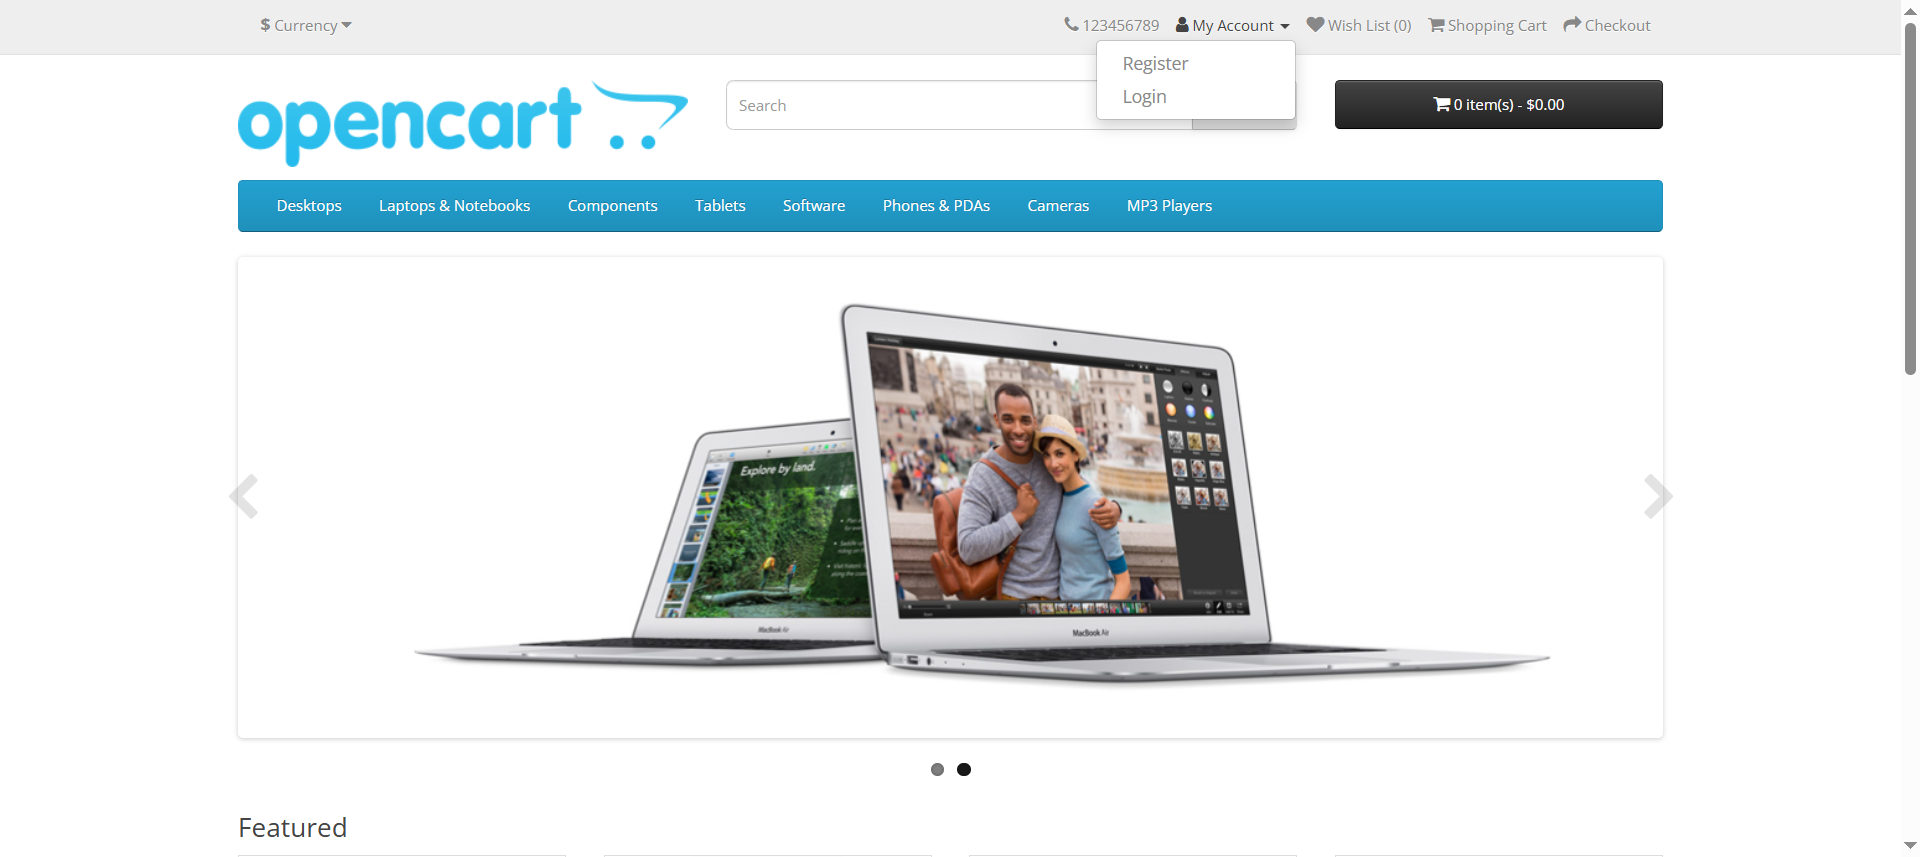 $ Currency
123456789 My Account Wish List (0) Shopping Cart Checkout
Register
Login
opencart
Search
0 item(s) - $0.00
Desktops Laptops & Notebooks Components Tablets Software Phones & PDAs Cameras MP3 Players
Explore by land.
MacBook Air
MacBook Air
Featured